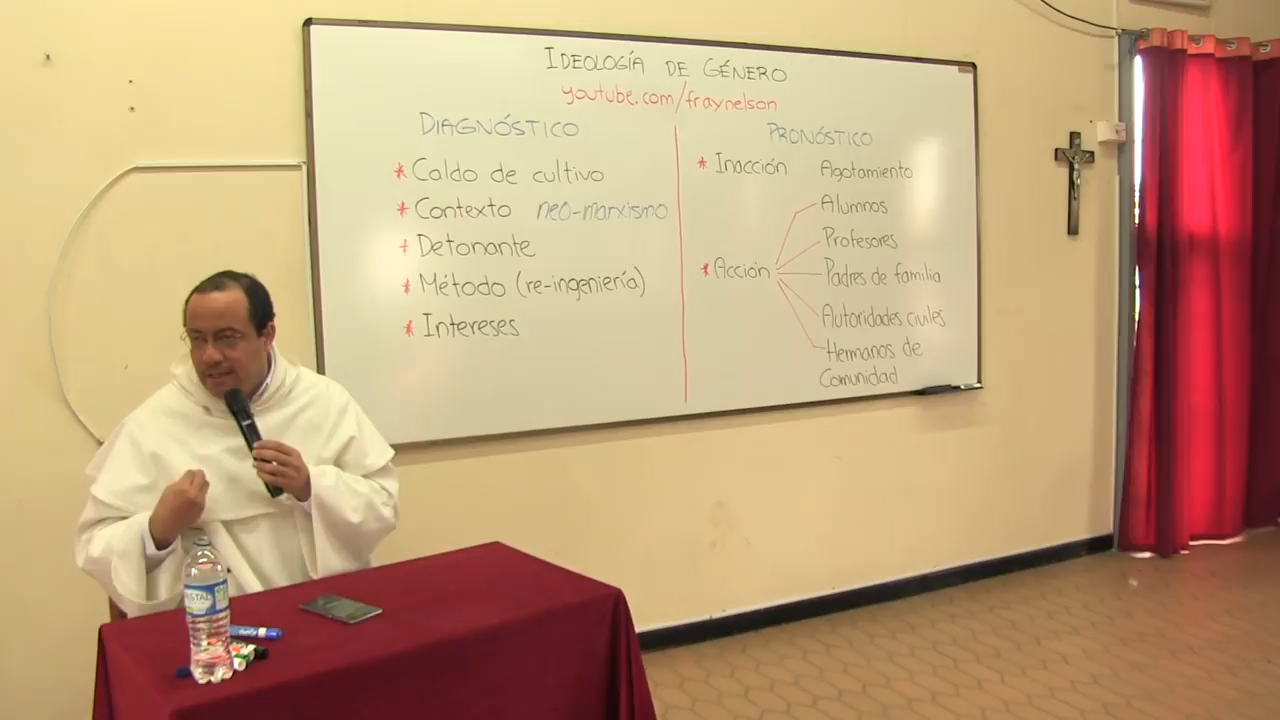 IDEOLOGÍA DE GÉNERO
youtube.com/fraynelson
DIAGNÓSTICO
* Caldo de cultivo
* Contexto neo-marxismo
* Detonante
* Método (re-ingeniería)
* Intereses
PRONÓSTICO
* Inacción Agotamiento
* Acción
Alumnos
Profesores
Padres de familia
Autoridades civiles
Hermanos de
Comunidad